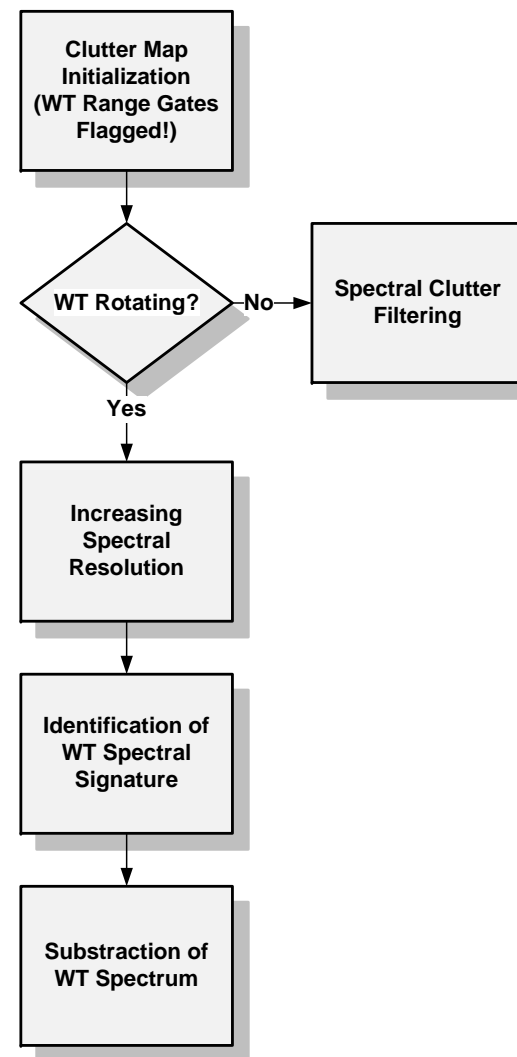 Clutter Map
Initialization
(WT Range Gates
Flagged!)
WT Rotating?
No
Spectral Clutter
Filtering
Yes
Increasing
Spectral
Resolution
Identification of
WT Spectral
Signature
Substraction of
WT Spectrum